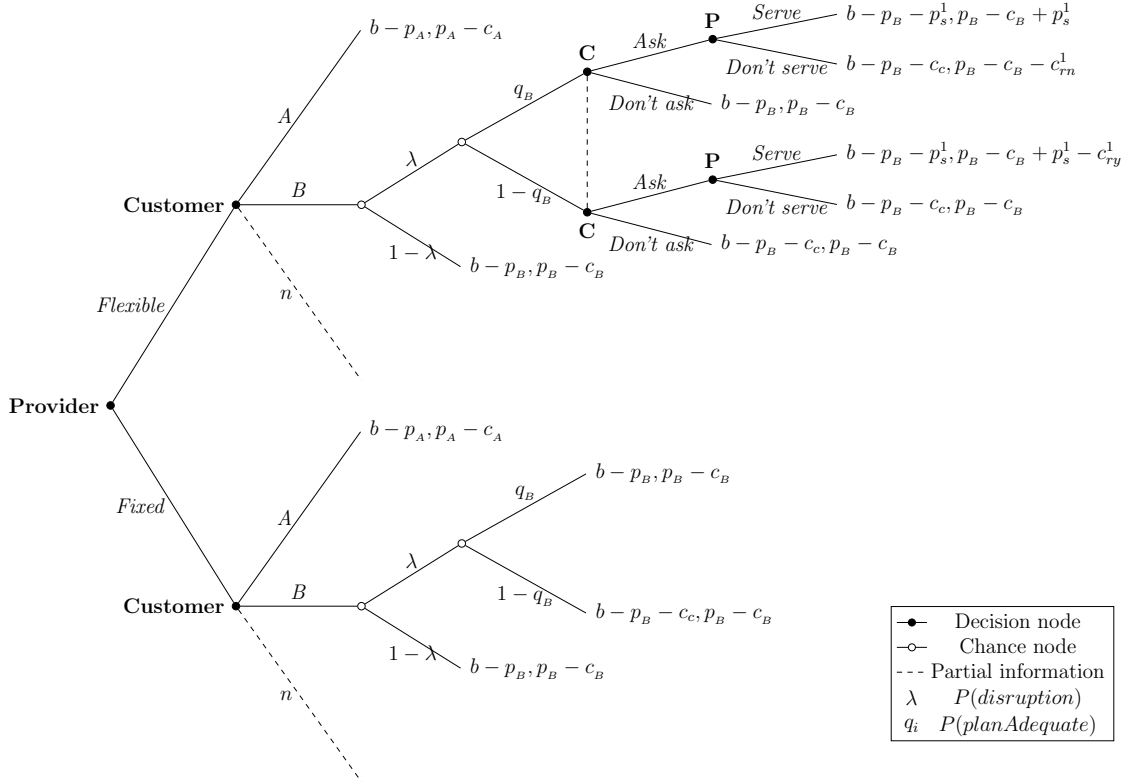 Serve
b − p_B − p_s^1, p_B − c_B + p_s^1
P
Ask
Don't serve
b − p_B − c_c, p_B − c_B − c_{rn}^1
b − p_A, p_A − c_A
C
q_B
Don't ask
b − p_B, p_B − c_B
A
λ
Serve
b − p_B − p_s^1, p_B − c_B + p_s^1 − c_{ry}^1
P
Ask
1 − q_B
Don't serve
b − p_B − c_c, p_B − c_B
Customer
B
C
Don't ask
b − p_B − c_c, p_B − c_B
1 − λ
b − p_B, p_B − c_B
n
Flexible
Provider
b − p_A, p_A − c_A
Fixed
A
q_B
b − p_B, p_B − c_B
λ
1 − q_B
b − p_B − c_c, p_B − c_B
Customer
B
1 − λ
b − p_B, p_B − c_B
n
Decision node
Chance node
Partial information
λ P(disruption)
q_i P(planAdequate)